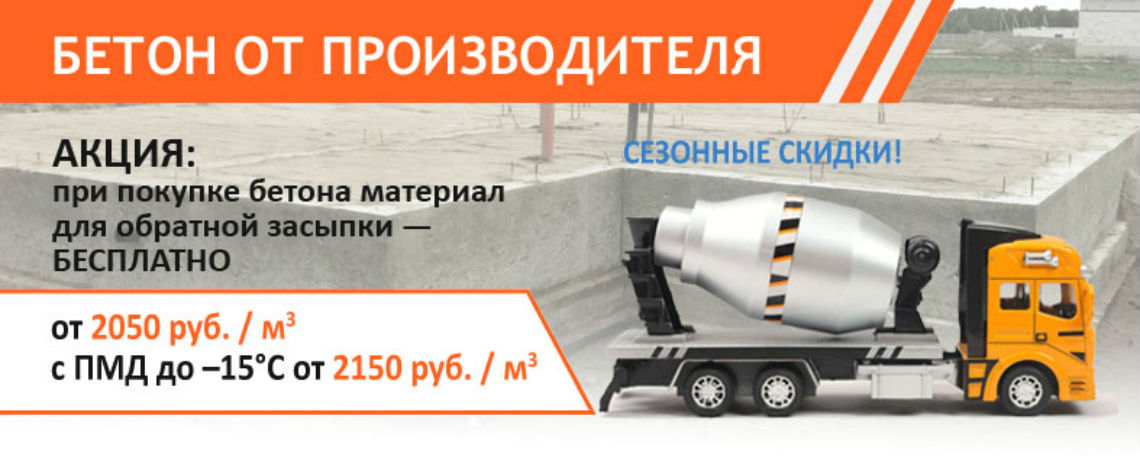 БЕТОН ОТ ПРОИЗВОДИТЕЛЯ
АКЦИЯ:
при покупке бетона материал
для обратной засыпки —
БЕСПЛАТНО
СЕЗОННЫЕ СКИДКИ!
от 2050 руб. / м³
с ПМД до –15°С от 2150 руб. / м³